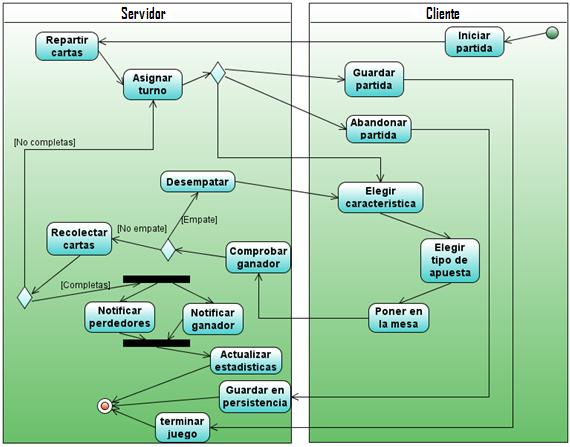 Servidor
Cliente
Iniciar
partida
Repartir
cartas
Asignar
turno
Guardar
partida
Abandonar
partida
[No completas]
Desempatar
Elegir
caracteristica
[Empate]
[No empate]
Recolectar
cartas
Comprobar
ganador
Elegir
tipo de
apuesta
[Completas]
Notificar
perdedores
Notificar
ganador
Poner en
la mesa
Actualizar
estadisticas
Guardar en
persistencia
terminar
juego